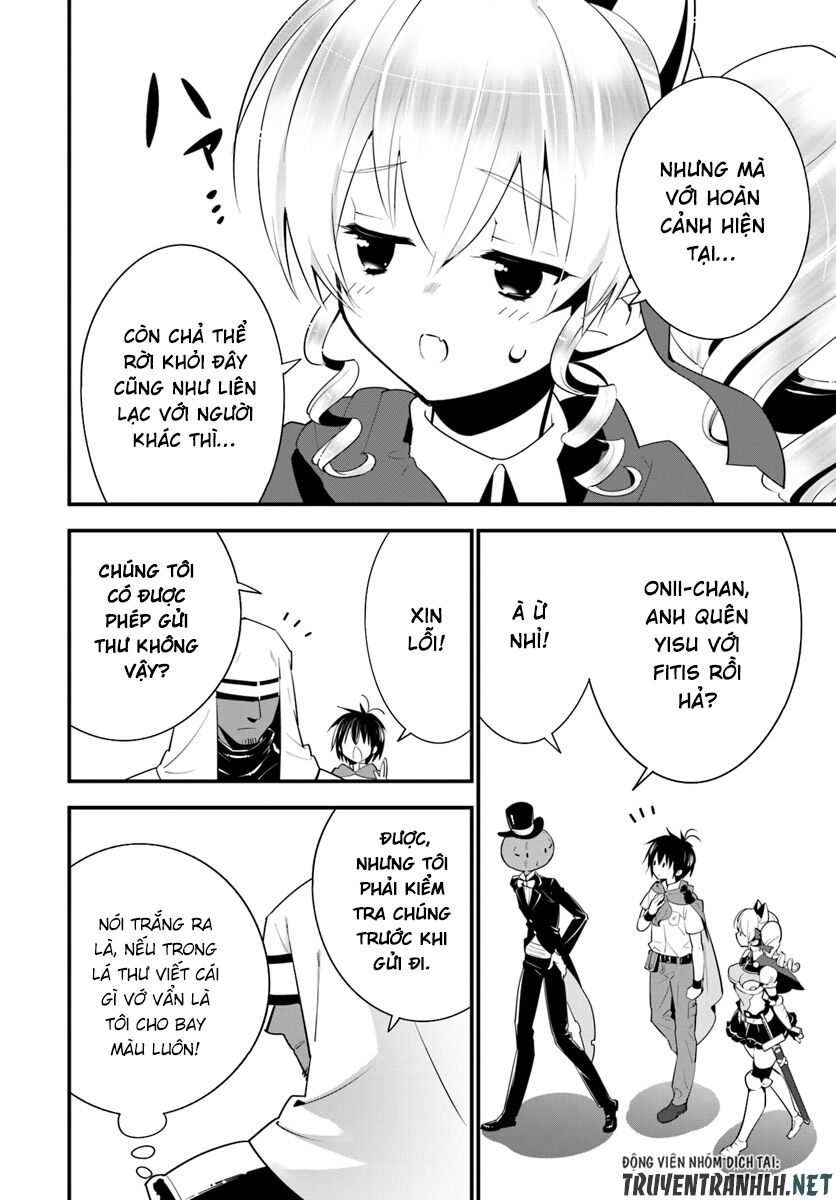 NHƯNG MÀ
VỚI HOÀN
CẢNH HIỆN
TẠI...
ハァ…
CÒN CHẢ THỂ
RỜI KHỎI ĐÂY
CŨNG NHƯ LIÊN
LẠC VỚI NGƯỜI
KHÁC THÌ...
ONII-CHAN,
ANH QUÊN
YISU VỚI
FITIS RỒI
HẢ?
À Ừ
NHỈ!
XIN
LỖI!
CHÚNG TÔI
CÓ ĐƯỢC
PHÉP GỬI
THƯ KHÔNG
VẬY?
ĐƯỢC,
NHƯNG TÔI
PHẢI KIỂM
TRA CHÚNG
TRƯỚC KHI
GỬI ĐI.
NÓI TRẮNG RA
LÀ, NẾU TRONG
LÁ THƯ VIẾT CÁI
GÌ VỚ VẨN LÀ
TÔI CHO BAY
MÀU LUÔN!
ĐỘNG VIÊN NHÓM DỊCH TẠI:
TRUYENTRANHLH.NET